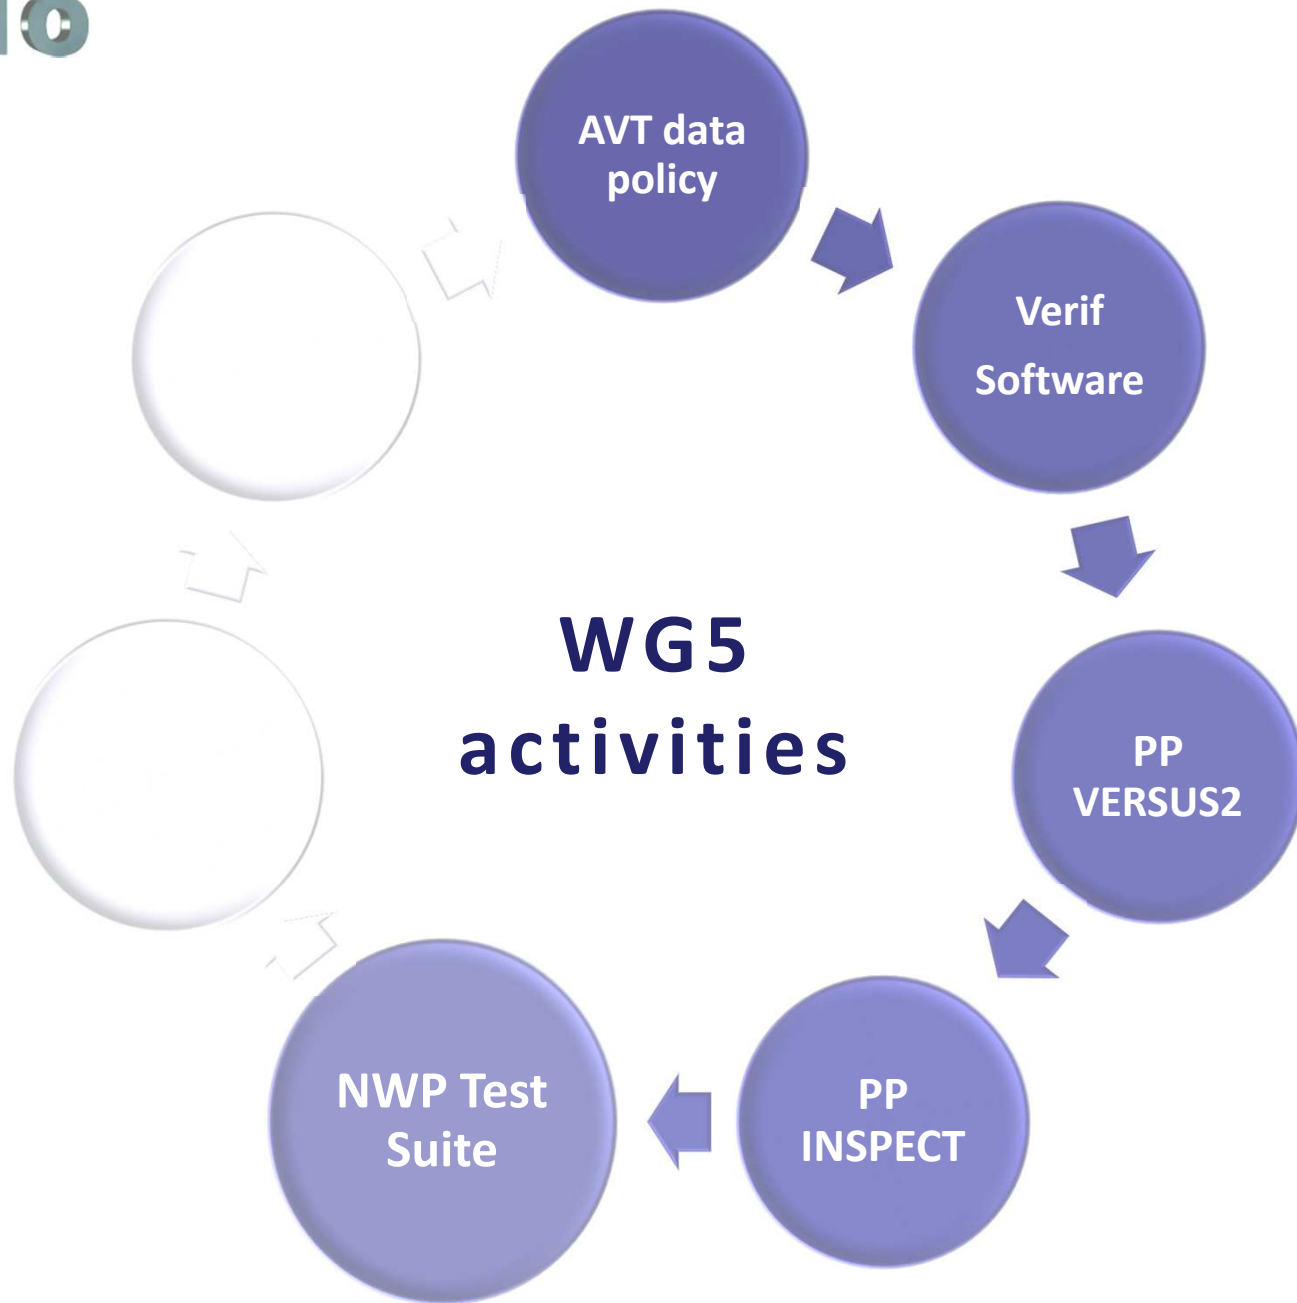 AVT data
policy
Verif
Software
WG5
activities
PP
VERSUS2
PP
INSPECT
NWP Test
Suite